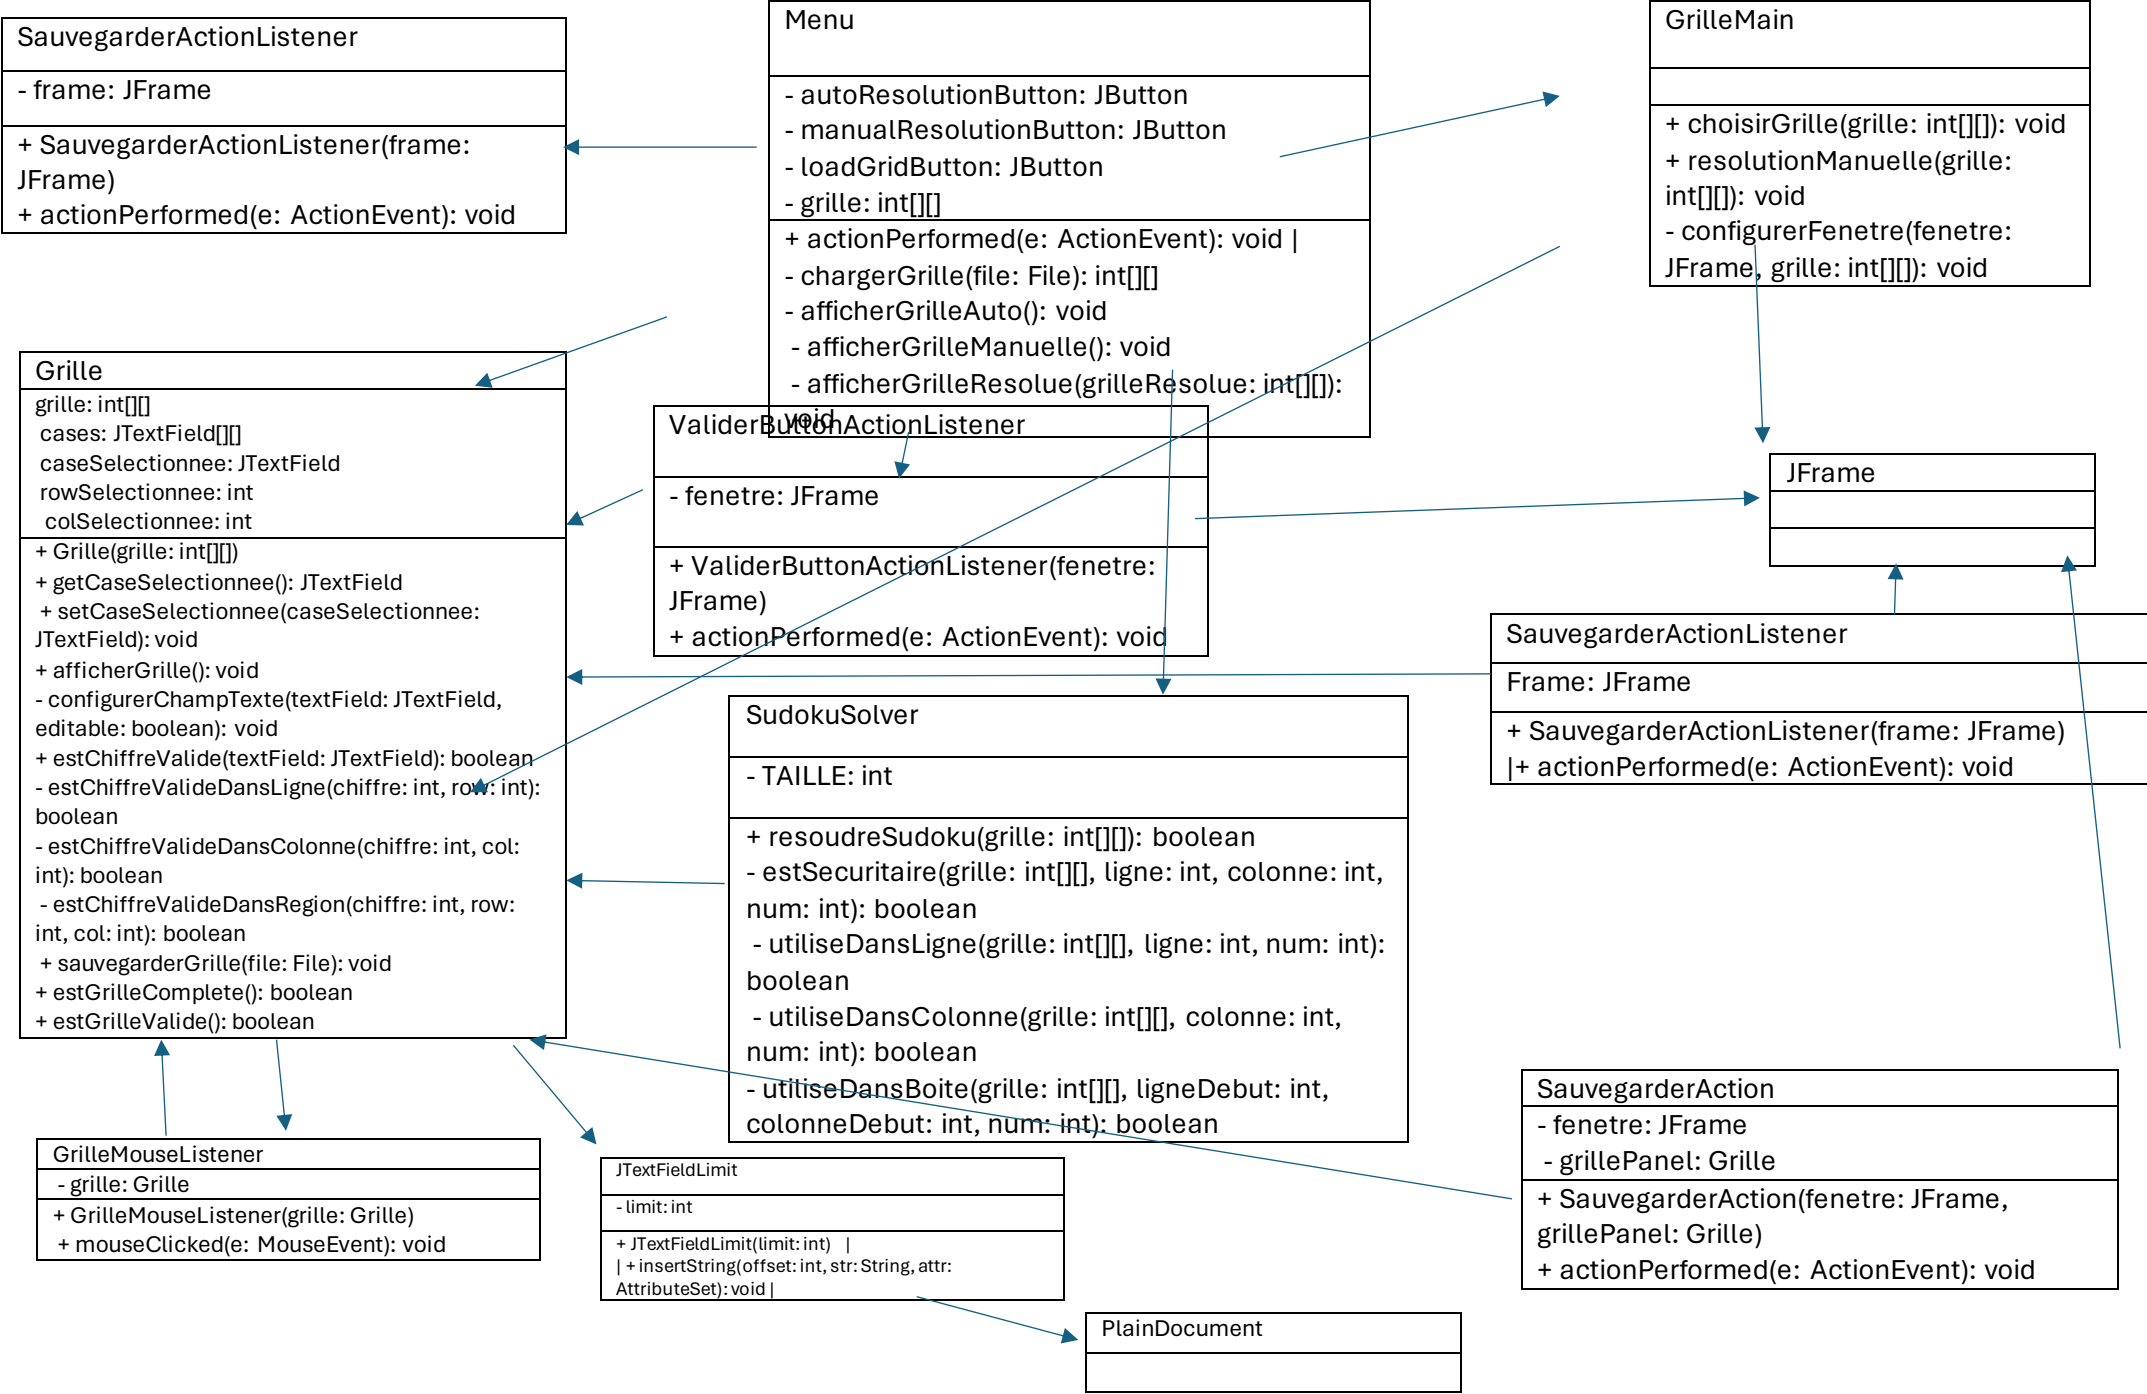 SauvegarderActionListener
- frame: JFrame
+ SauvegarderActionListener(frame:
JFrame)
+ actionPerformed(e: ActionEvent): void
Menu
- autoResolutionButton: JButton
- manualResolutionButton: JButton
- loadGridButton: JButton
- grille: int[][]
+ actionPerformed(e: ActionEvent): void |
- chargerGrille(file: File): int[][]
- afficherGrilleAuto(): void
- afficherGrilleManuelle(): void
- afficherGrilleResolue(grilleResolue: int[][]):
void
GrilleMain
+ choisirGrille(grille: int[][]): void
+ resolutionManuelle(grille:
int[][]): void
- configurerFenetre(fenetre:
JFrame, grille: int[][]): void
Grille
grille: int[][]
cases: JTextField[][]
caseSelectionnee: JTextField
rowSelectionnee: int
colSelectionnee: int
+ Grille(grille: int[][])
+ getCaseSelectionnee(): JTextField
+ setCaseSelectionnee(caseSelectionnee:
JTextField): void
+ afficherGrille(): void
- configurerChampTexte(textField: JTextField,
editable: boolean): void
+ estChiffreValide(textField: JTextField): boolean
- estChiffreValideDansLigne(chiffre: int, row: int):
boolean
- estChiffreValideDansColonne(chiffre: int, col:
int): boolean
- estChiffreValideDansRegion(chiffre: int, row:
int, col: int): boolean
+ sauvegarderGrille(file: File): void
+ estGrilleComplete(): boolean
+ estGrilleValide(): boolean
ValiderButtonActionListener
- fenetre: JFrame
+ ValiderButtonActionListener(fenetre:
JFrame)
+ actionPerformed(e: ActionEvent): void
JFrame
SauvegarderActionListener
Frame: JFrame
+ SauvegarderActionListener(frame: JFrame)
|+ actionPerformed(e: ActionEvent): void
SudokuSolver
- TAILLE: int
+ resoudreSudoku(grille: int[][]): boolean
- estSecuritaire(grille: int[][], ligne: int, colonne: int,
num: int): boolean
- utiliseDansLigne(grille: int[][], ligne: int, num: int):
boolean
- utiliseDansColonne(grille: int[][], colonne: int,
num: int): boolean
- utiliseDansBoite(grille: int[][], ligneDebut: int,
colonneDebut: int, num: int): boolean
SauvegarderAction
- fenetre: JFrame
- grillePanel: Grille
+ SauvegarderAction(fenetre: JFrame,
grillePanel: Grille)
+ actionPerformed(e: ActionEvent): void
GrilleMouseListener
- grille: Grille
+ GrilleMouseListener(grille: Grille)
+ mouseClicked(e: MouseEvent): void
JTextFieldLimit
- limit: int
+ JTextFieldLimit(limit: int) |
| + insertString(offset: int, str: String, attr:
AttributeSet): void |
PlainDocument